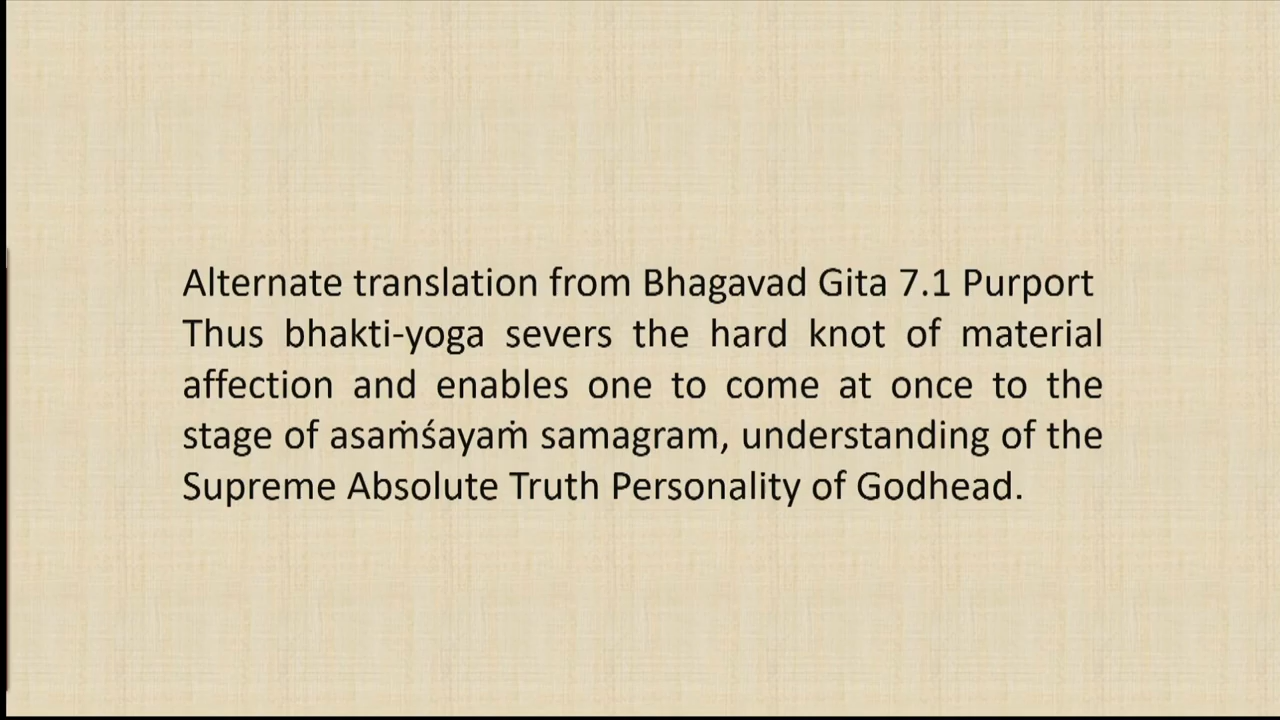 Alternate translation from Bhagavad Gita 7.1 Purport
Thus bhakti-yoga severs the hard knot of material
affection and enables one to come at once to the
stage of asaṁśayaṁ samagram, understanding of the
Supreme Absolute Truth Personality of Godhead.